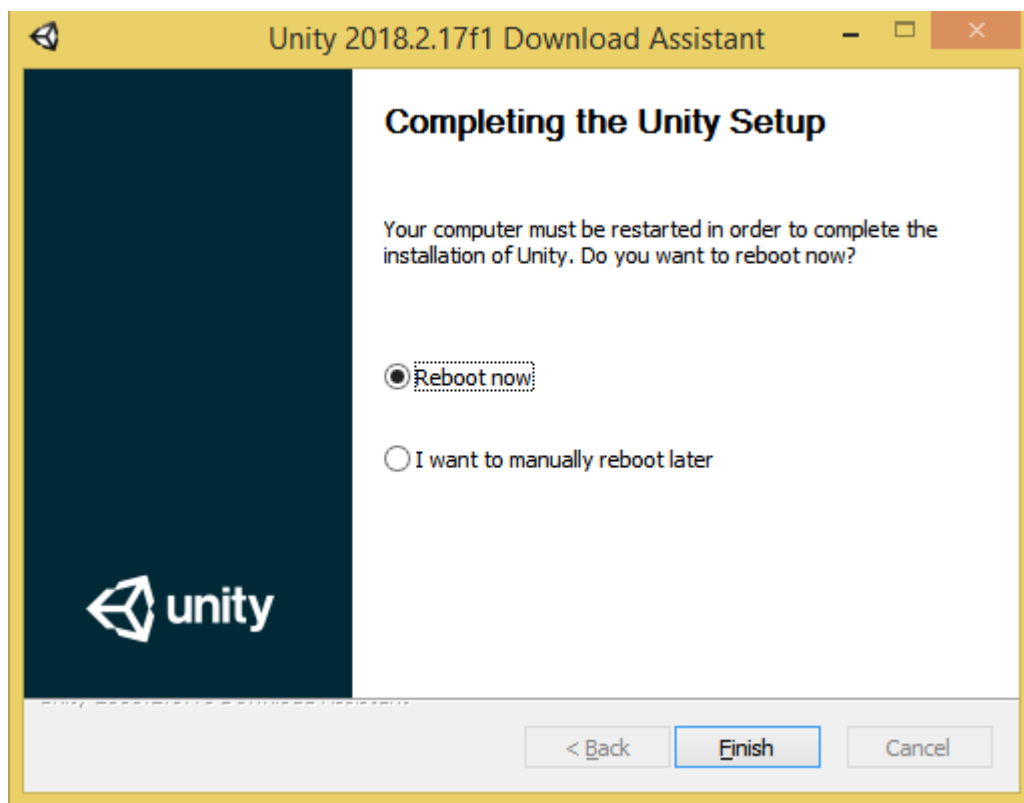 Unity 2018.2.17f1 Download Assistant
Completing the Unity Setup
Your computer must be restarted in order to complete the
installation of Unity. Do you want to reboot now?
Reboot now
I want to manually reboot later
unity
< Back
Finish
Cancel